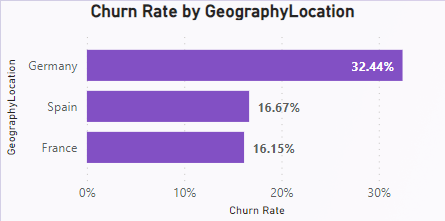 Churn Rate by GeographyLocation
GeographyLocation
Germany
32.44%
Spain
16.67%
France
16.15%
0%
10%
20%
30%
Churn Rate